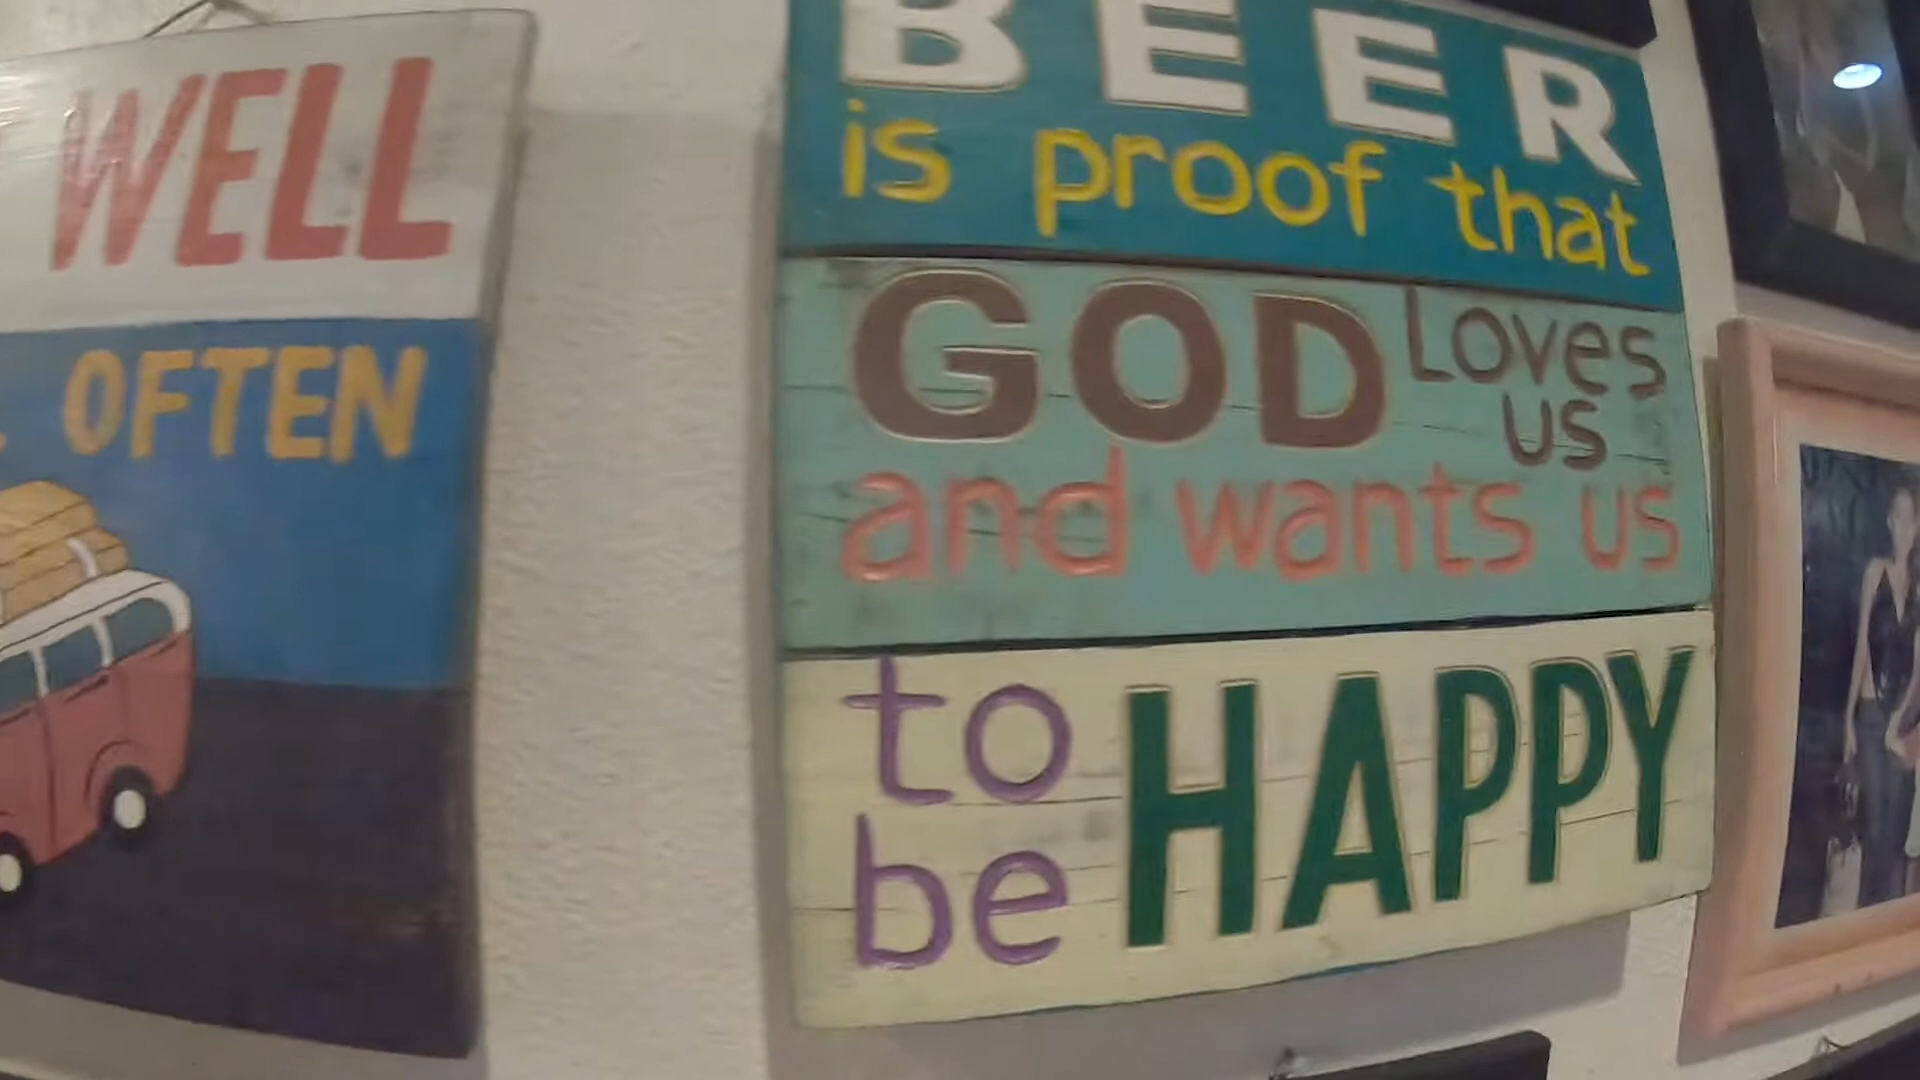 WELL
OFTEN
BEER
is proof that
GOD Loves
us
and wants us
to
be HAPPY